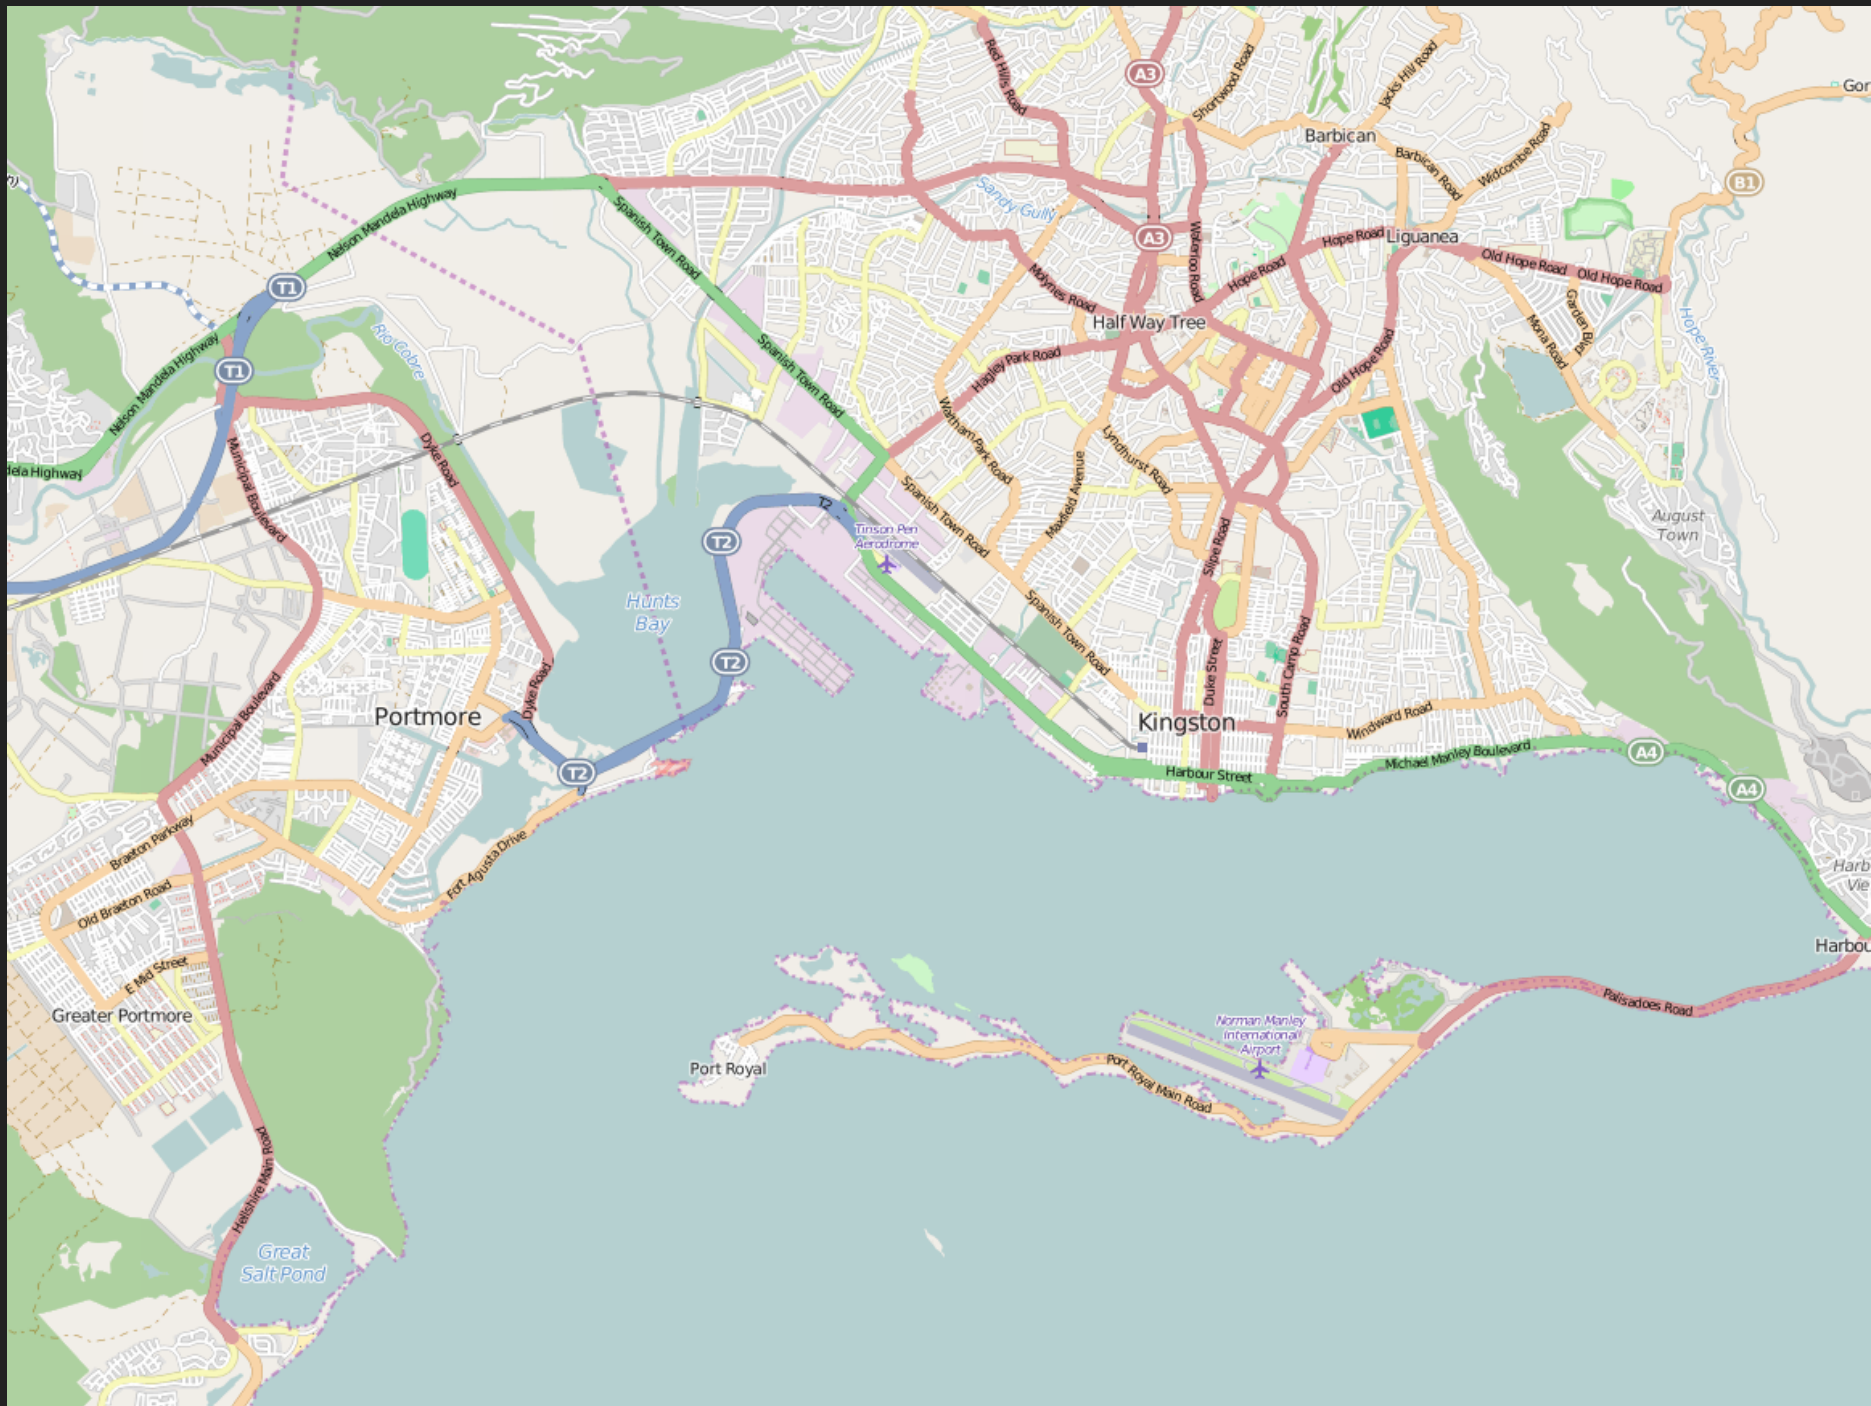 Red Hills Road
A3
Shortwood Road
Jacks Hill Road
Barbican
Barbican Road
Widcombe Road
B1
Gor
Nelson Mandela Highway
Spanish Town Road
Sandy Gully
A3
Waterloo Road
Hope Road
Hope Road
Liguanea
Old Hope Road
Old Hope Road
T1
Molynes Road
Half Way Tree
Garden Blvd
Mona Road
Hope River
Rio Cobre
Spanish Town Road
Hagley Park Road
Old Hope Road
T1
Nelson Mandela Highway
dela Highway
Municipal Boulevard
Dyke Road
Waltham Park Road
Lyndhurst Road
Maxfield Avenue
Spanish Town Road
T2
T2
Tinson Pen
Aerodrome
Slipe Road
August
Town
Hunts
Bay
Spanish Town Road
T2
Duke Street
South Camp Road
Dyke Road
Municipal Boulevard
Portmore
Kingston
Windward Road
T2
Harbour Street
Michael Manley Boulevard
A4
A4
Braeton Parkway
Fort Agusta Drive
Old Braeton Road
Harb
Vie
Harbou
E Mid Street
Greater Portmore
Palisadoes Road
Norman Manley
International
Airport
Port Royal
Port Royal Main Road
Hellshire Main Road
Great
Salt Pond